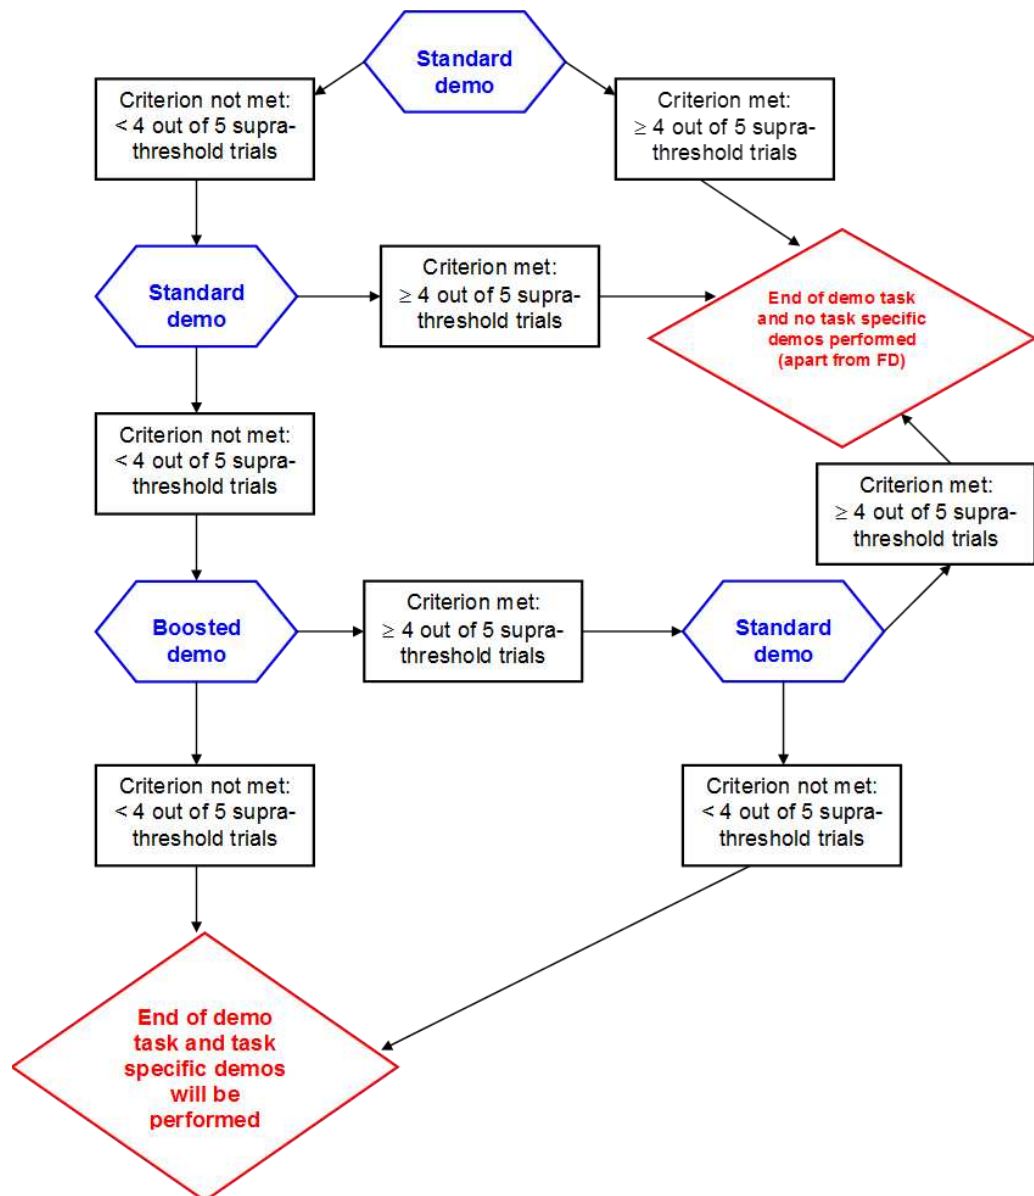 Standard
demo
Criterion not met:
< 4 out of 5 supra-
threshold trials
Criterion met:
≥ 4 out of 5 supra-
threshold trials
Standard
demo
Criterion met:
≥ 4 out of 5 supra-
threshold trials
End of demo task
and no task specific
demos performed
(apart from FD)
Criterion not met:
< 4 out of 5 supra-
threshold trials
Criterion met:
≥ 4 out of 5 supra-
threshold trials
Boosted
demo
Criterion met:
≥ 4 out of 5 supra-
threshold trials
Standard
demo
Criterion not met:
< 4 out of 5 supra-
threshold trials
Criterion not met:
< 4 out of 5 supra-
threshold trials
End of demo
task and task
specific demos
will be
performed